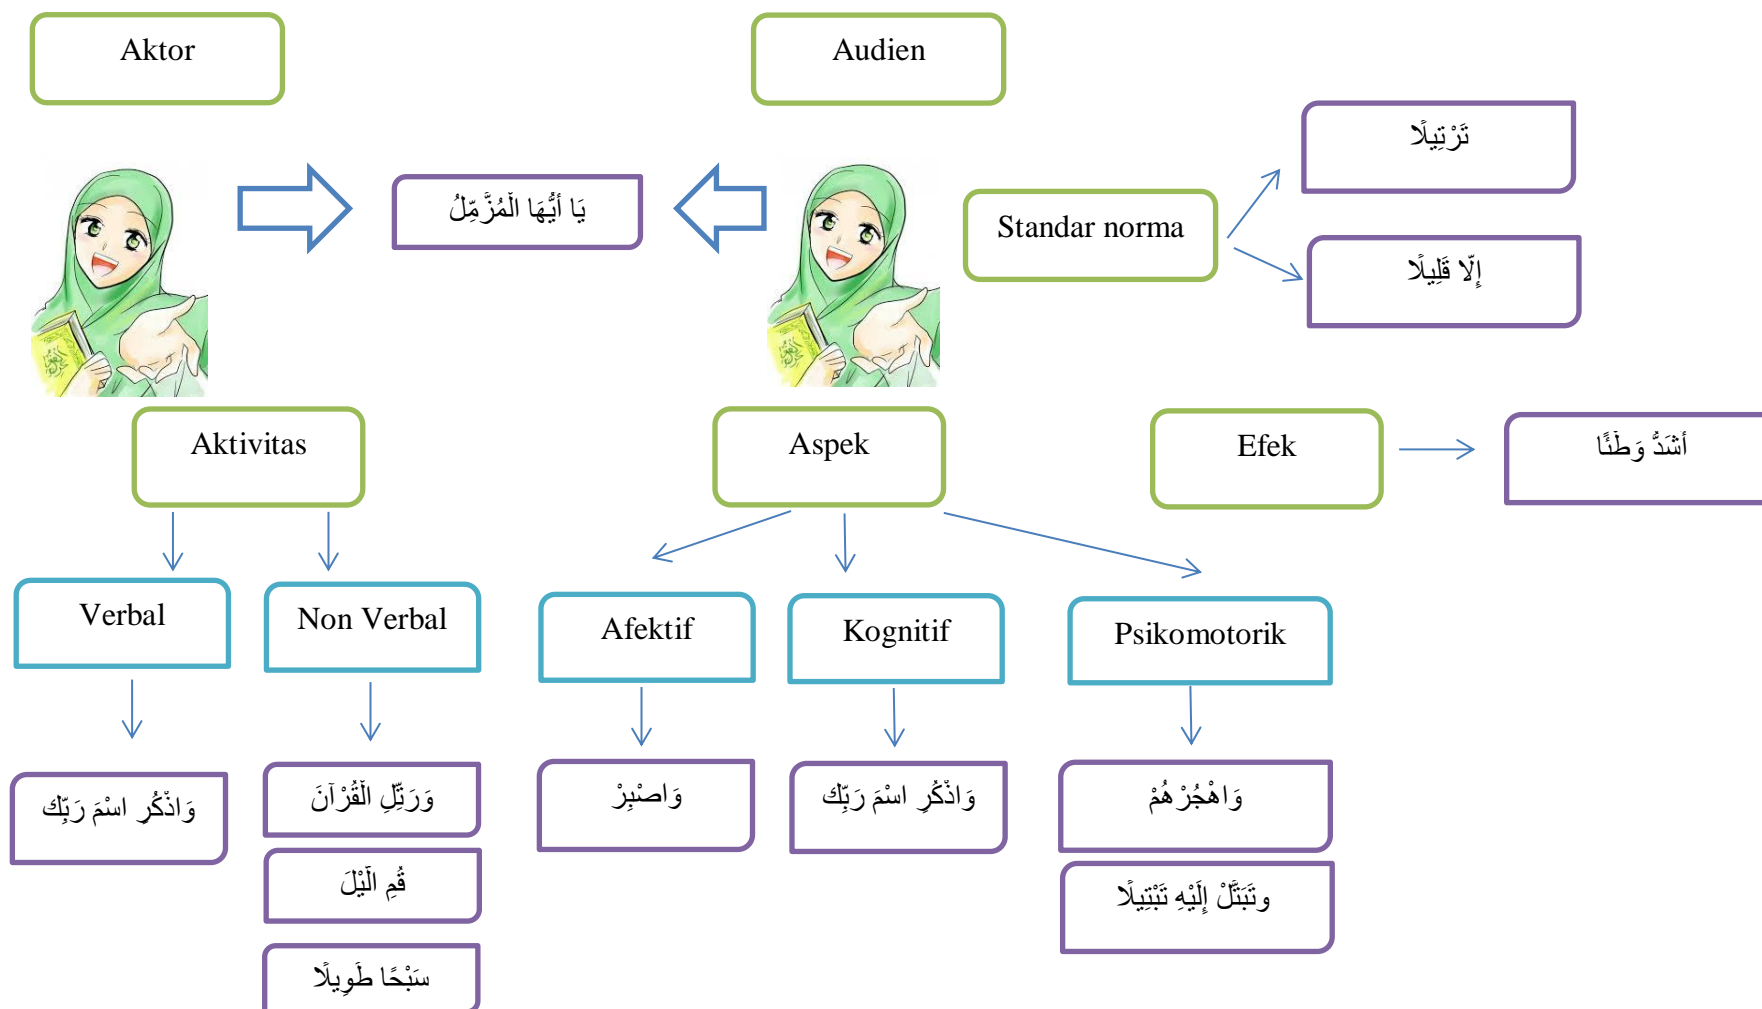 Aktor
Audien
تَرْتِيلًا
يَا أَيُّهَا الْمُزَّمِّلُ
Standar norma
إِلَّا قَلِيلًا
Aktivitas
Aspek
Efek
أَشَدُّ وَطْئًا
Verbal
Non Verbal
Afektif
Kognitif
Psikomotorik
وَاذْكُرِ اسْمَ رَبِّك
وَرَتِّلِ الْقُرْآنَ
وَاصْبِرْ
وَاذْكُرِ اسْمَ رَبِّك
وَاهْجُرْهُمْ
قُمِ الَّيْلَ
وتَبَتَّلْ إِلَيْهِ تَبْتِيلًا
سَبْحًا طَوِيلًا